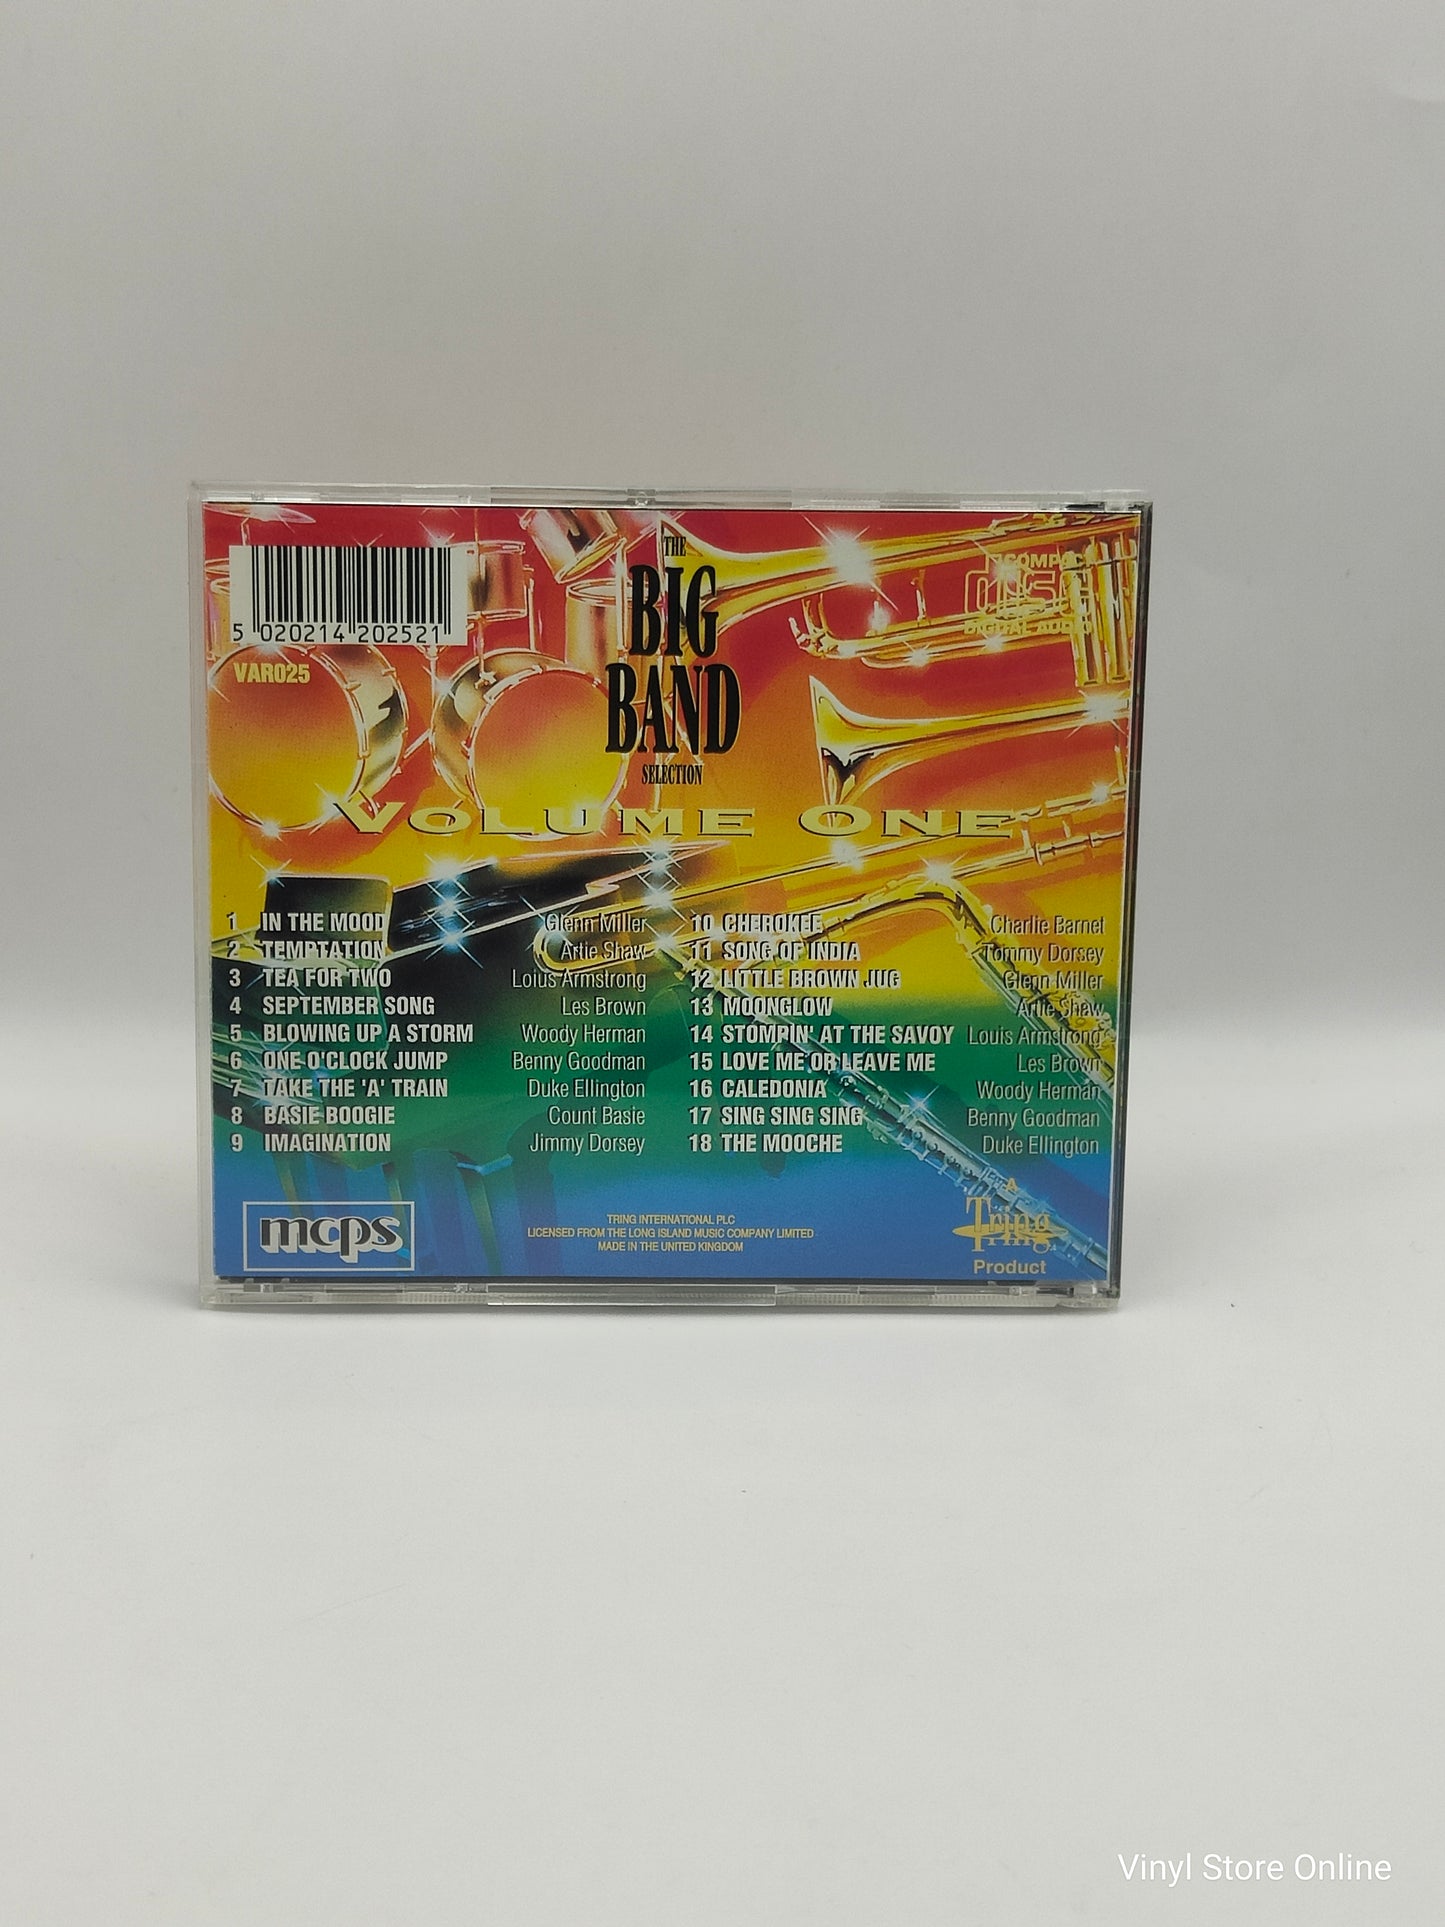 5 020214 202521
VAR025
THE
BIG
BAND
SELECTION
VOLUME ONE
COMPACT
disc
DIGITAL AUDIO
1 IN THE MOOD Glenn Miller
2 TEMPTATION Artie Shaw
3 TEA FOR TWO Loius Armstrong
4 SEPTEMBER SONG Les Brown
5 BLOWING UP A STORM Woody Herman
6 ONE O'CLOCK JUMP Benny Goodman
7 TAKE THE 'A' TRAIN Duke Ellington
8 BASIE BOOGIE Count Basie
9 IMAGINATION Jimmy Dorsey
10 CHEROKEE Charlie Barnet
11 SONG OF INDIA Tommy Dorsey
12 LITTLE BROWN JUG Glenn Miller
13 MOONGLOW Artie Shaw
14 STOMPIN' AT THE SAVOY Louis Armstrong
15 LOVE ME OR LEAVE ME Les Brown
16 CALEDONIA Woody Herman
17 SING SING SING Benny Goodman
18 THE MOOCHE Duke Ellington
mcps
TRING INTERNATIONAL PLC
LICENSED FROM THE LONG ISLAND MUSIC COMPANY LIMITED
MADE IN THE UNITED KINGDOM
A
Tring
Product
Vinyl Store Online